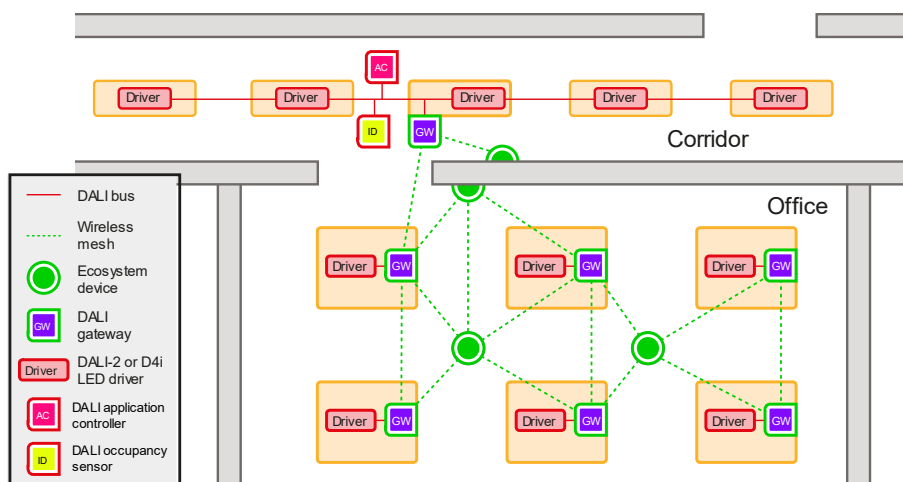 AC
Driver
Driver
Driver
Driver
Driver
ID
GW
Corridor
DALI bus
Wireless
mesh
Ecosystem
device
GW
DALI
gateway
Driver
DALI-2 or D4i
LED driver
AC
DALI application
controller
ID
DALI occupancy
sensor
Office
Driver
GW
Driver
GW
Driver
GW
Driver
GW
Driver
GW
Driver
GW